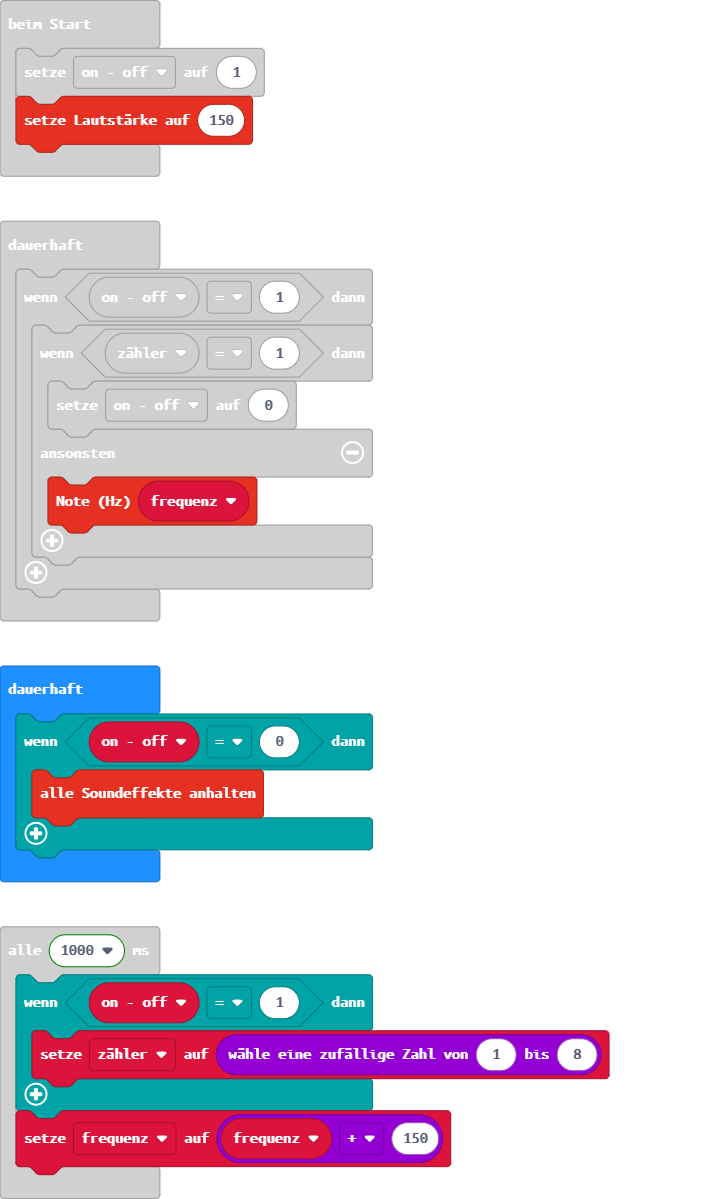 beim Start
setze on - off auf 1
setze Lautstärke auf 150
dauerhaft
wenn on - off = 1 dann
wenn zähler = 1 dann
setze on - off auf 0
ansonsten
Note (Hz) frequenz
dauerhaft
wenn on - off = 0 dann
alle Soundeffekte anhalten
alle 1000 ms
wenn on - off = 1 dann
setze zähler auf wähle eine zufällige Zahl von 1 bis 8
setze frequenz auf frequenz + 150